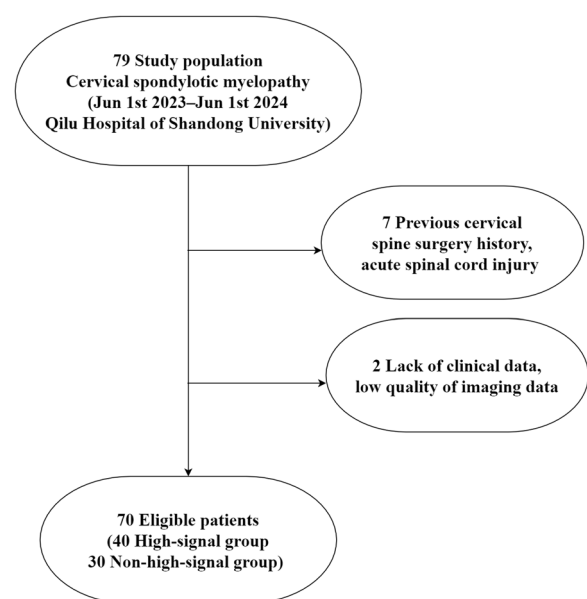 79 Study population
Cervical spondylotic myelopathy
(Jun 1st 2023–Jun 1st 2024
Qilu Hospital of Shandong University)
7 Previous cervical
spine surgery history,
acute spinal cord injury
2 Lack of clinical data,
low quality of imaging data
70 Eligible patients
(40 High-signal group
30 Non-high-signal group)